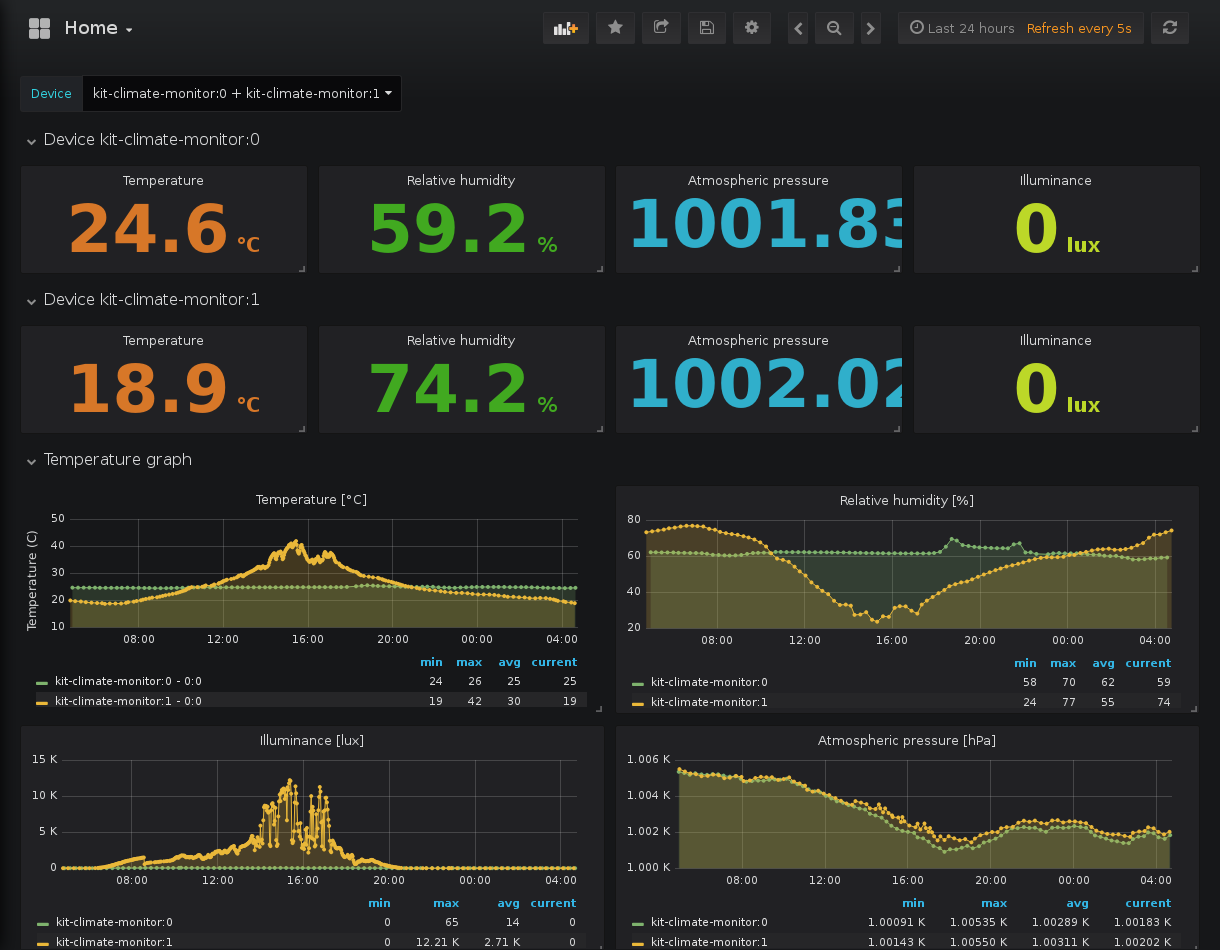 Home
Last 24 hours Refresh every 5s
Device kit-climate-monitor:0 + kit-climate-monitor:1
Device kit-climate-monitor:0
Temperature Relative humidity Atmospheric pressure Illuminance
24.6 °C 59.2 % 1001.83 0 lux
Device kit-climate-monitor:1
Temperature Relative humidity Atmospheric pressure Illuminance
18.9 °C 74.2 % 1002.02 0 lux
Temperature graph
Temperature [°C]
Temperature (C)
50
40
30
20
10
08:00 12:00 16:00 20:00 00:00 04:00
min max avg current
kit-climate-monitor:0 - 0:0 24 26 25 25
kit-climate-monitor:1 - 0:0 19 42 30 19
Relative humidity [%]
80
60
40
20
08:00 12:00 16:00 20:00 00:00 04:00
min max avg current
kit-climate-monitor:0 58 70 62 59
kit-climate-monitor:1 24 77 55 74
Illuminance [lux]
15 K
10 K
5 K
0
08:00 12:00 16:00 20:00 00:00 04:00
min max avg current
kit-climate-monitor:0 0 65 14 0
kit-climate-monitor:1 0 12.21 K 2.71 K 0
Atmospheric pressure [hPa]
1.006 K
1.004 K
1.002 K
1.000 K
08:00 12:00 16:00 20:00 00:00 04:00
min max avg current
kit-climate-monitor:0 1.00091 K 1.00535 K 1.00289 K 1.00183 K
kit-climate-monitor:1 1.00143 K 1.00550 K 1.00311 K 1.00202 K